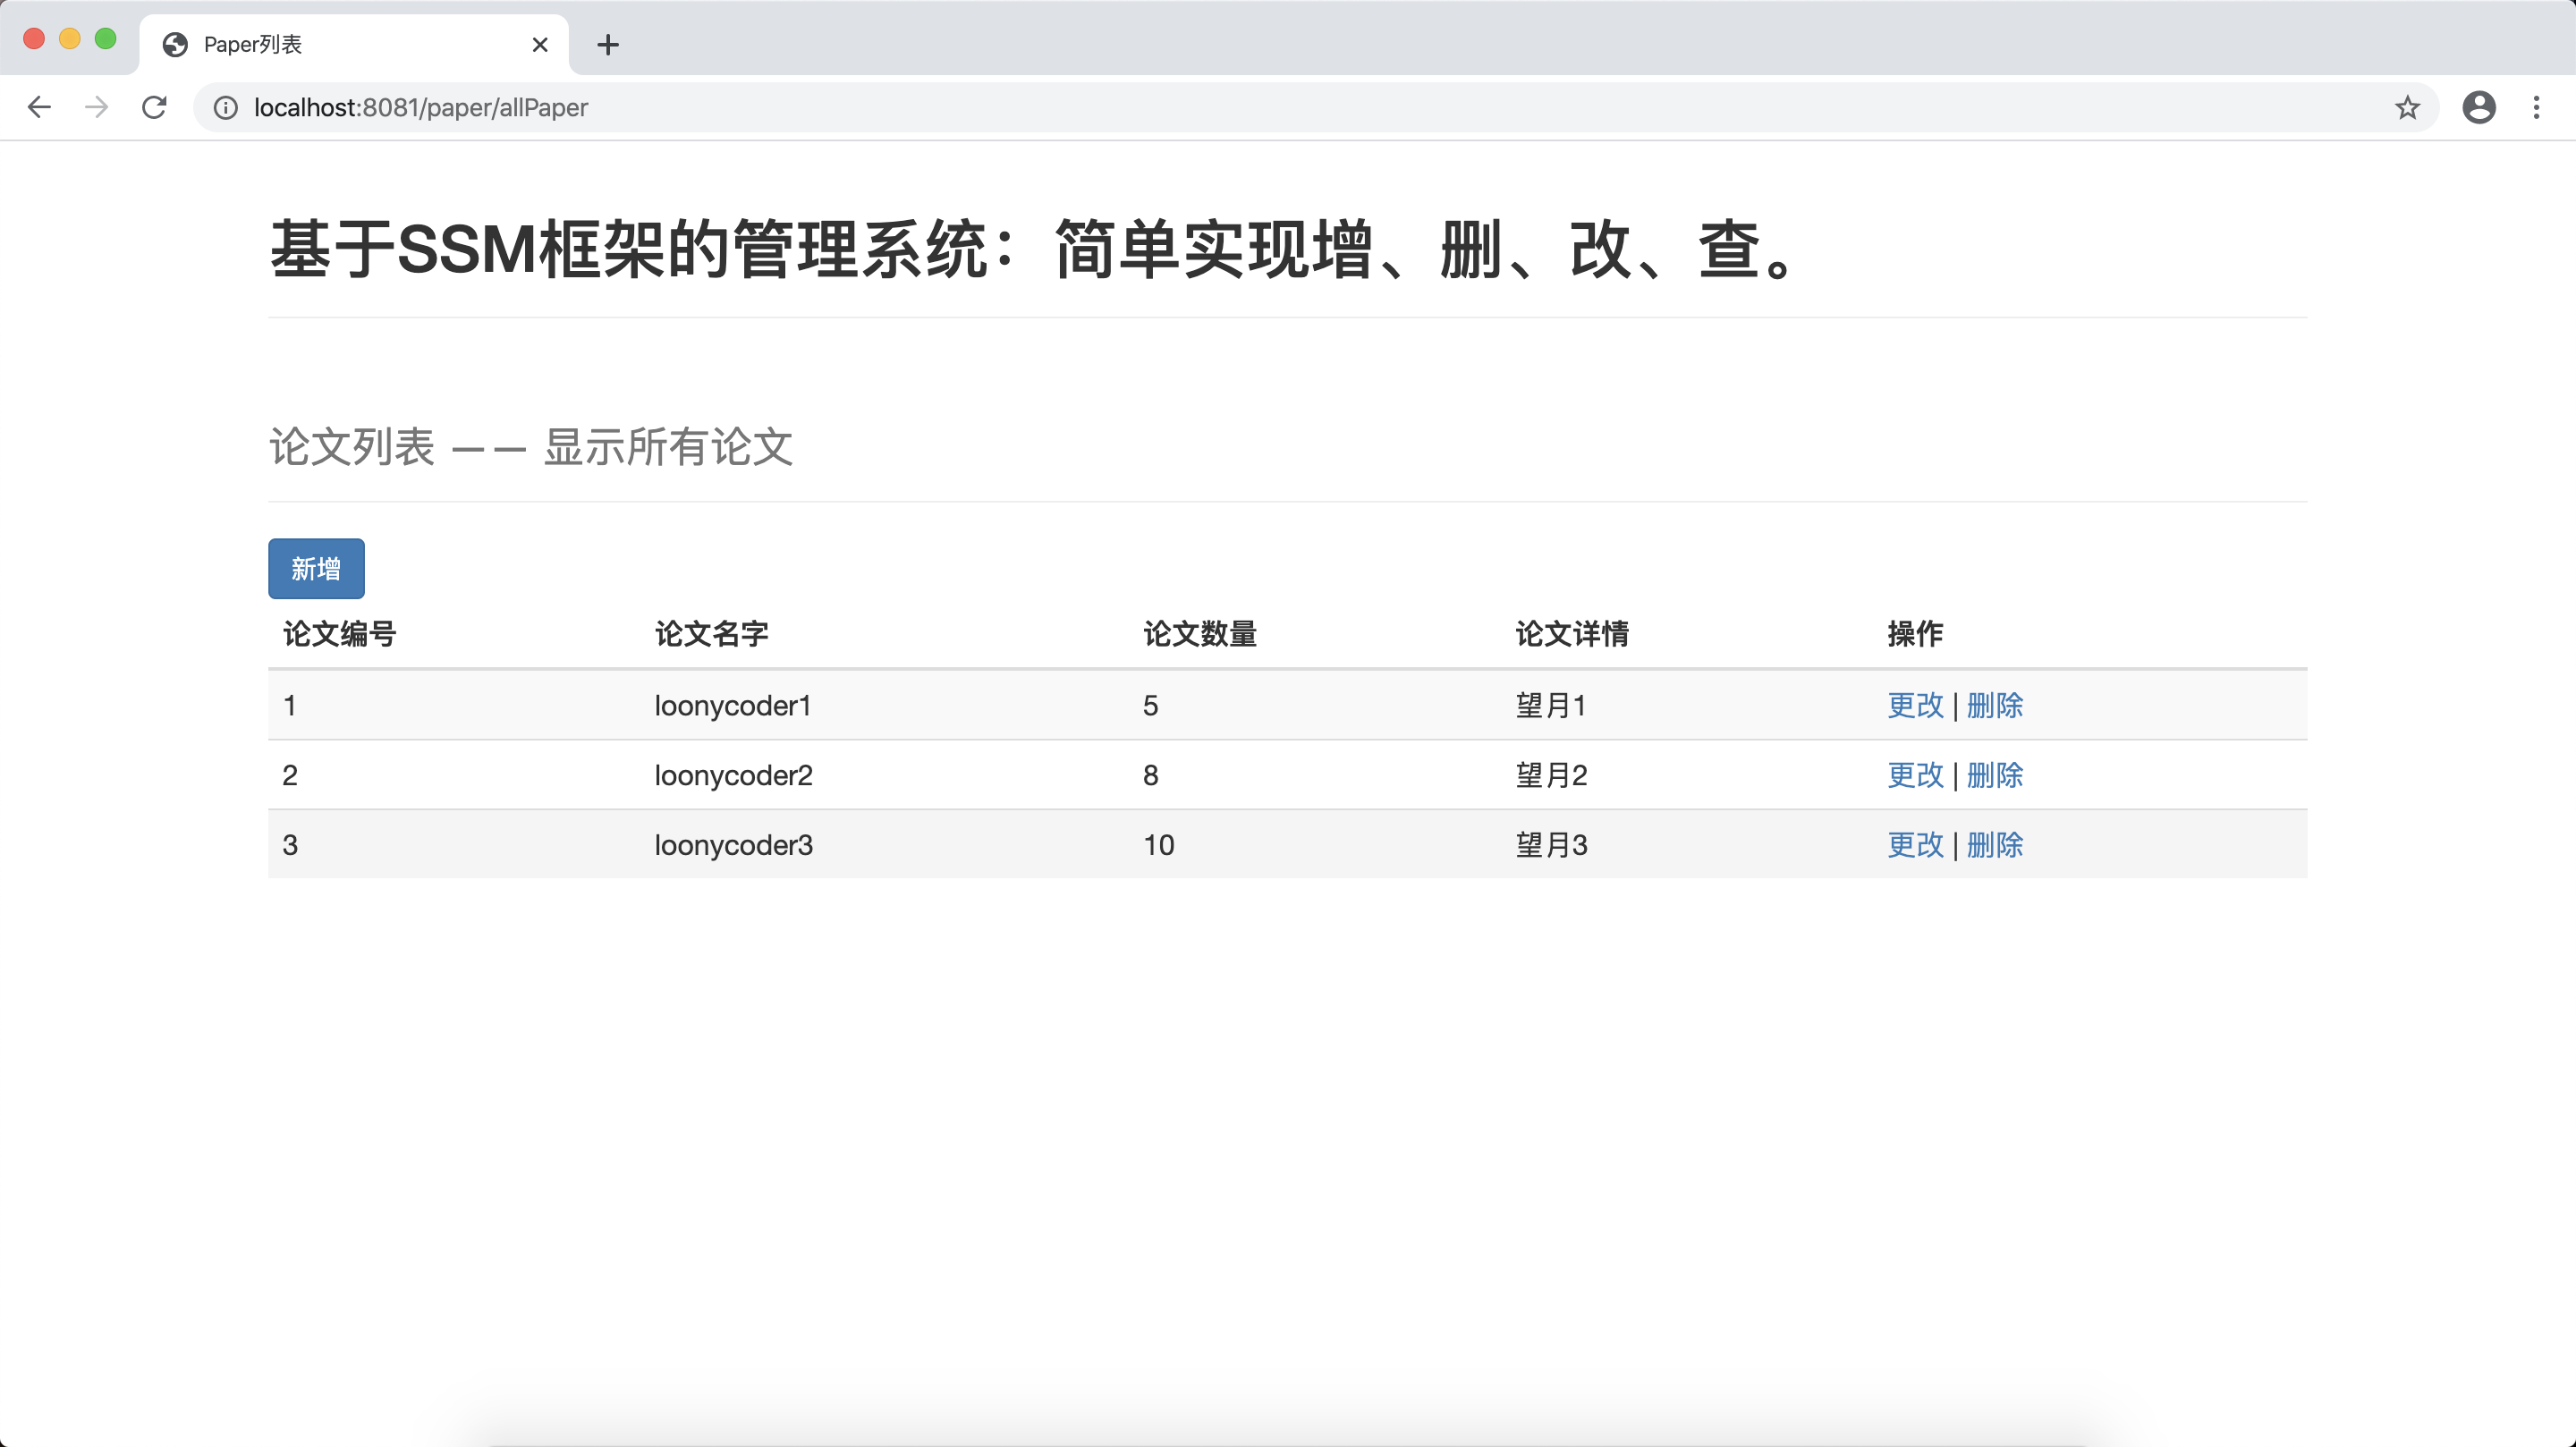 Paper列表
localhost:8081/paper/allPaper
基于SSM框架的管理系统：简单实现增、删、改、查。
论文列表 —— 显示所有论文
新增
论文编号 论文名字 论文数量 论文详情 操作
1 loonycoder1 5 望月1 更改 | 删除
2 loonycoder2 8 望月2 更改 | 删除
3 loonycoder3 10 望月3 更改 | 删除